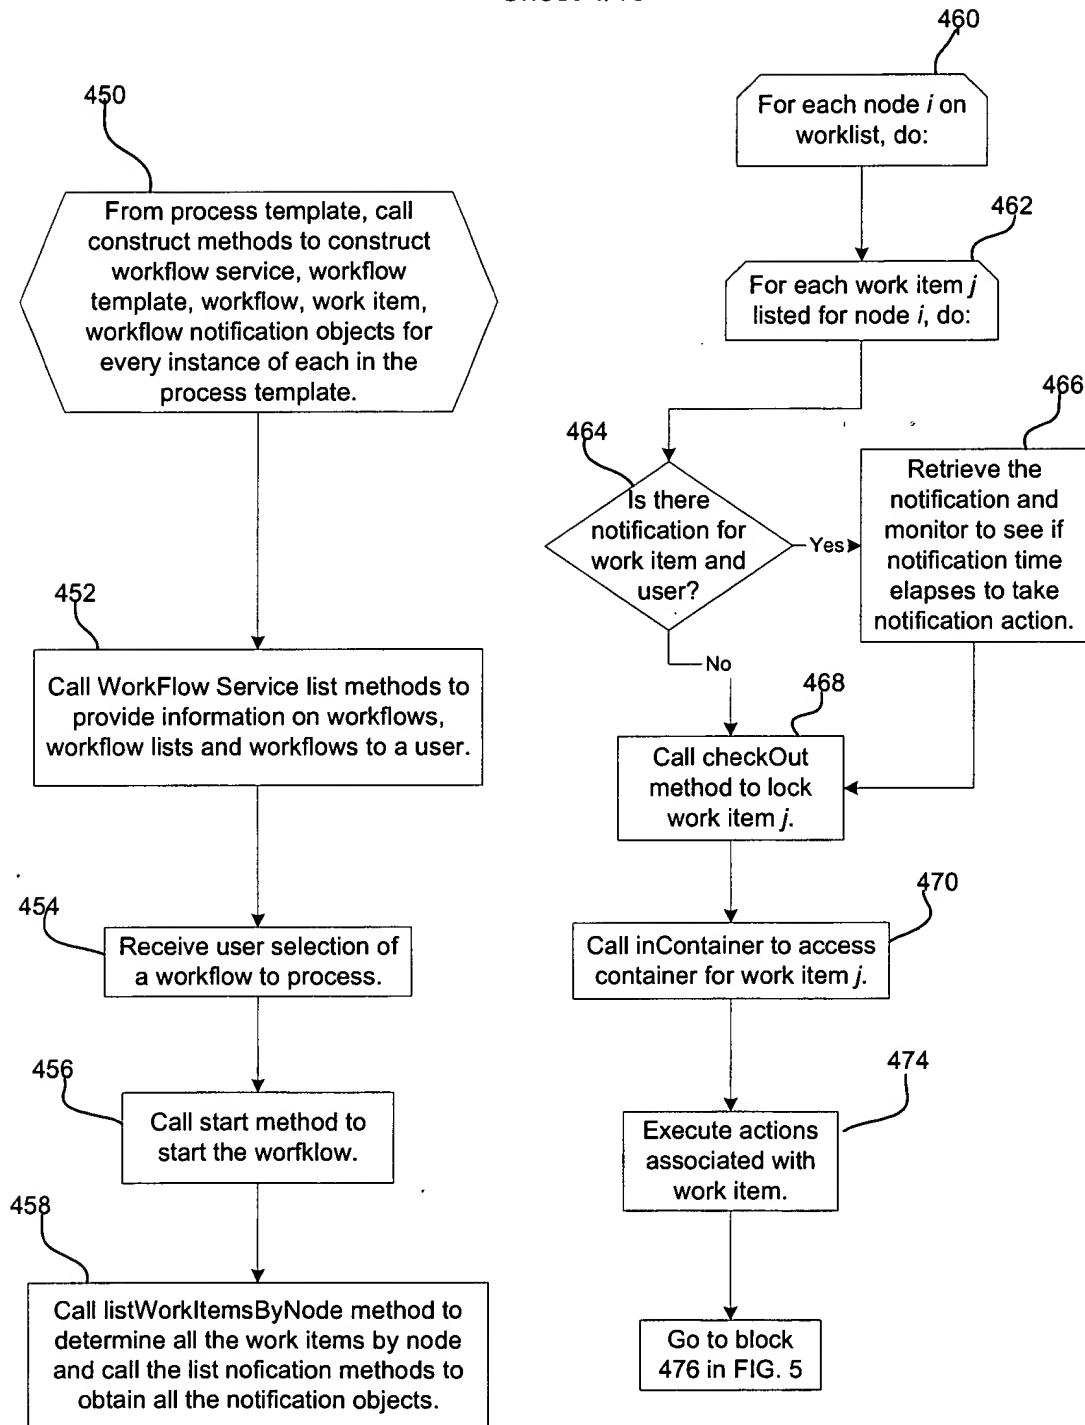 450
From process template, call
construct methods to construct
workflow service, workflow
template, workflow, work item,
workflow notification objects for
every instance of each in the
process template.
452
Call WorkFlow Service list methods to
provide information on workflows,
workflow lists and workflows to a user.
454
Receive user selection of
a workflow to process.
456
Call start method to
start the worfklow.
458
Call listWorkItemsByNode method to
determine all the work items by node
and call the list nofication methods to
obtain all the notification objects.
460
For each node i on
worklist, do:
462
For each work item j
listed for node i, do:
464
Is there
notification for
work item and
user?
Yes
No
466
Retrieve the
notification and
monitor to see if
notification time
elapses to take
notification action.
468
Call checkOut
method to lock
work item j.
470
Call inContainer to access
container for work item j.
474
Execute actions
associated with
work item.
Go to block
476 in FIG. 5